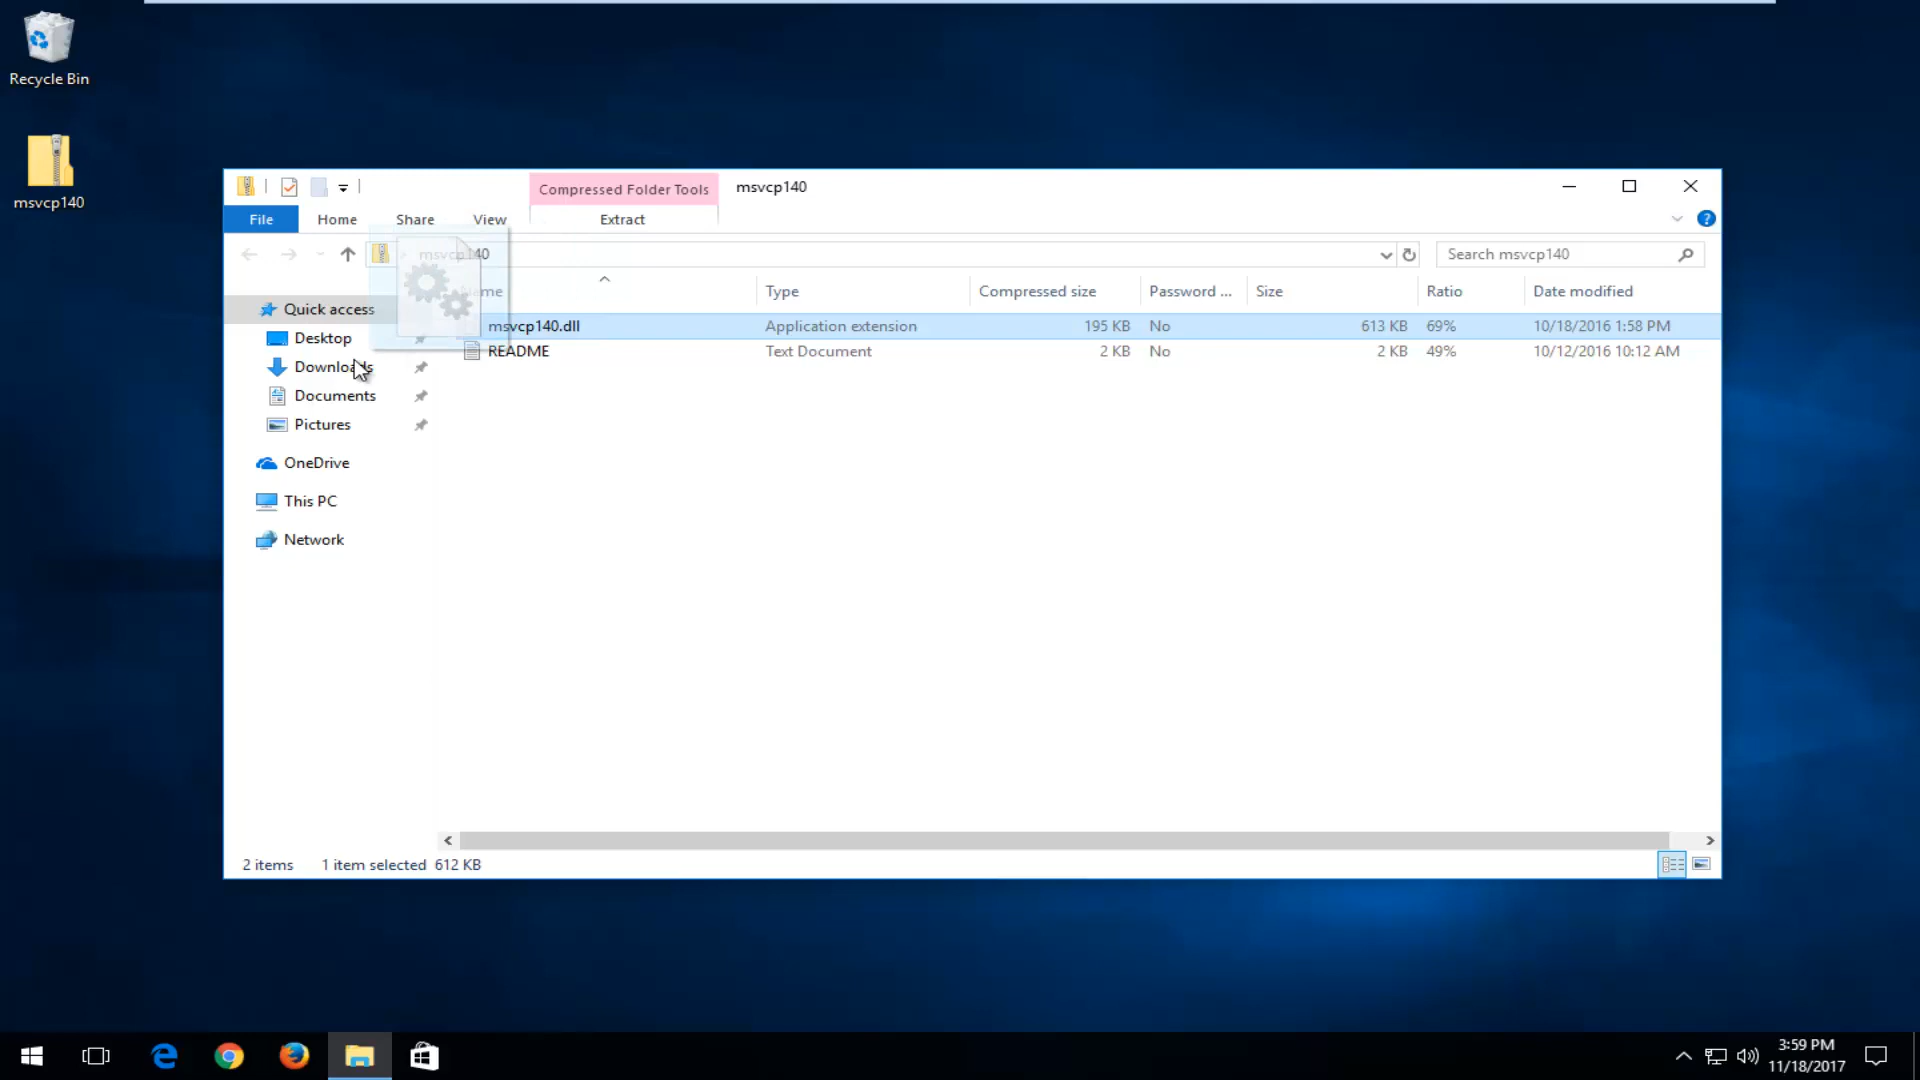 Recycle Bin
msvcp140
Compressed Folder Tools
msvcp140
File
Home
Share
View
Extract
msvcp140
Search msvcp140
Name
Type
Compressed size
Password ...
Size
Ratio
Date modified
Quick access
Desktop
Downloads
Documents
Pictures
OneDrive
This PC
Network
msvcp140.dll
Application extension
195 KB
No
613 KB
69%
10/18/2016 1:58 PM
README
Text Document
2 KB
No
2 KB
49%
10/12/2016 10:12 AM
2 items
1 item selected 612 KB
3:59 PM
11/18/2017